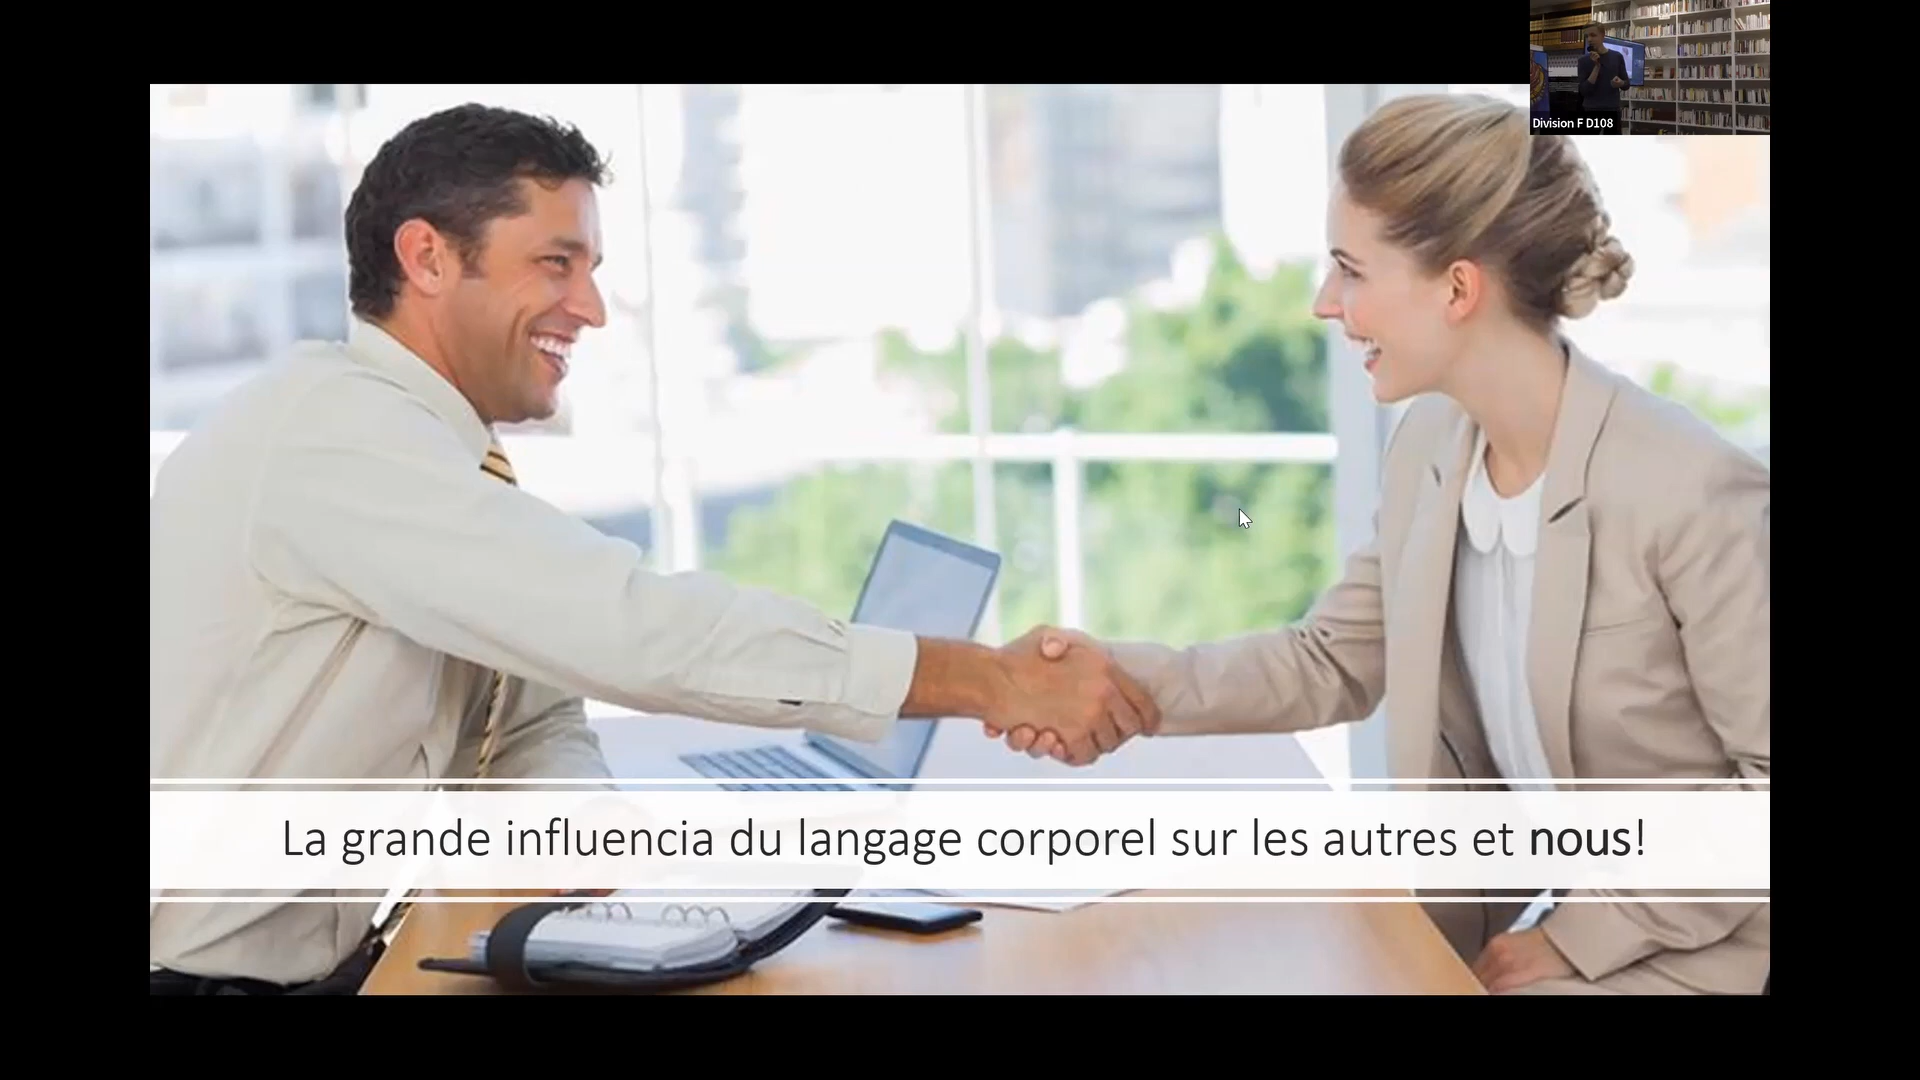 Division F D108
La grande influencia du langage corporel sur les autres et nous!